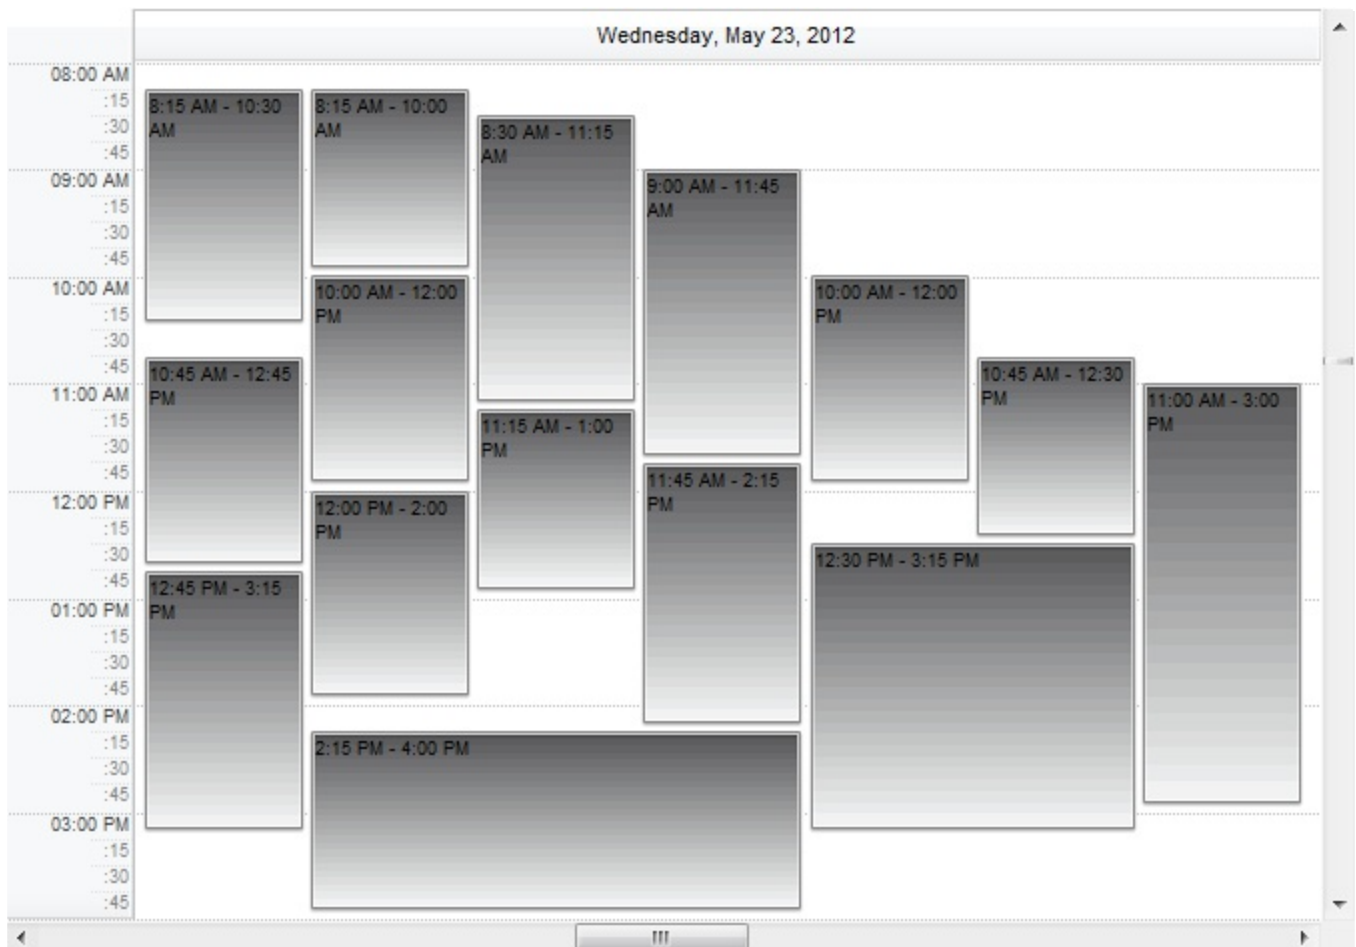 Wednesday, May 23, 2012
08:00 AM
:15
:30
:45
09:00 AM
:15
:30
:45
10:00 AM
:15
:30
:45
11:00 AM
:15
:30
:45
12:00 PM
:15
:30
:45
01:00 PM
:15
:30
:45
02:00 PM
:15
:30
:45
03:00 PM
:15
:30
:45
8:15 AM - 10:30
AM
10:45 AM - 12:45
PM
12:45 PM - 3:15
PM
8:15 AM - 10:00
AM
10:00 AM - 12:00
PM
12:00 PM - 2:00
PM
2:15 PM - 4:00 PM
8:30 AM - 11:15
AM
11:15 AM - 1:00
PM
9:00 AM - 11:45
AM
11:45 AM - 2:15
PM
10:00 AM - 12:00
PM
12:30 PM - 3:15 PM
10:45 AM - 12:30
PM
11:00 AM - 3:00
PM